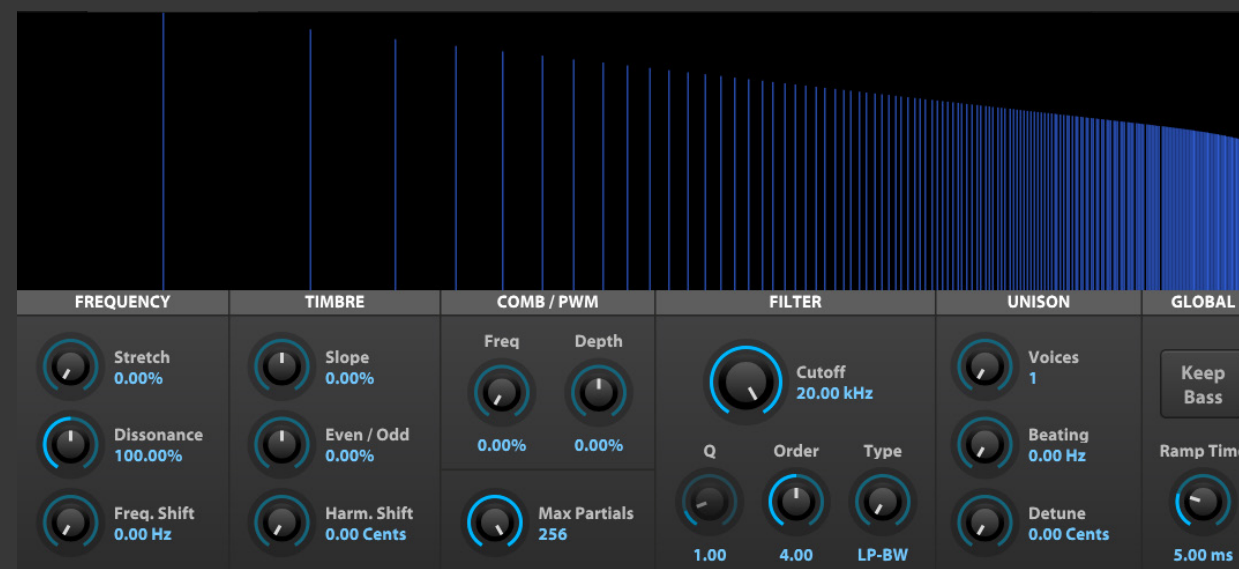 FREQUENCY
Stretch
0.00%
Dissonance
100.00%
Freq. Shift
0.00 Hz
TIMBRE
Slope
0.00%
Even / Odd
0.00%
Harm. Shift
0.00 Cents
COMB / PWM
Freq Depth
0.00% 0.00%
Max Partials
256
FILTER
Cutoff
20.00 kHz
Q Order Type
1.00 4.00 LP-BW
UNISON
Voices
1
Beating
0.00 Hz
Detune
0.00 Cents
GLOBAL
Keep
Bass
Ramp Time
5.00 ms